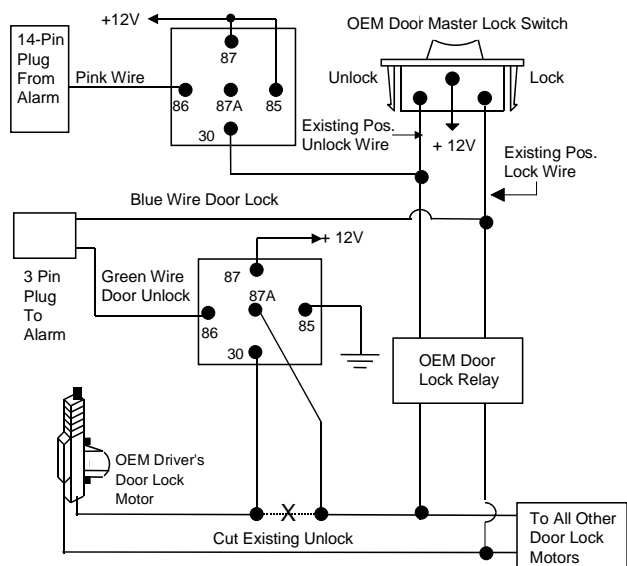 +12V
OEM Door Master Lock Switch
14-Pin
Plug
From
Alarm
Pink Wire
87
86
87A
85
30
Unlock
Lock
Existing Pos.
Unlock Wire
+ 12V
Existing Pos.
Lock Wire
Blue Wire Door Lock
+ 12V
3 Pin
Plug
To
Alarm
Green Wire
Door Unlock
87
87A
86
85
30
OEM Door
Lock Relay
OEM Driver's
Door Lock
Motor
X
Cut Existing Unlock
To All Other
Door Lock
Motors